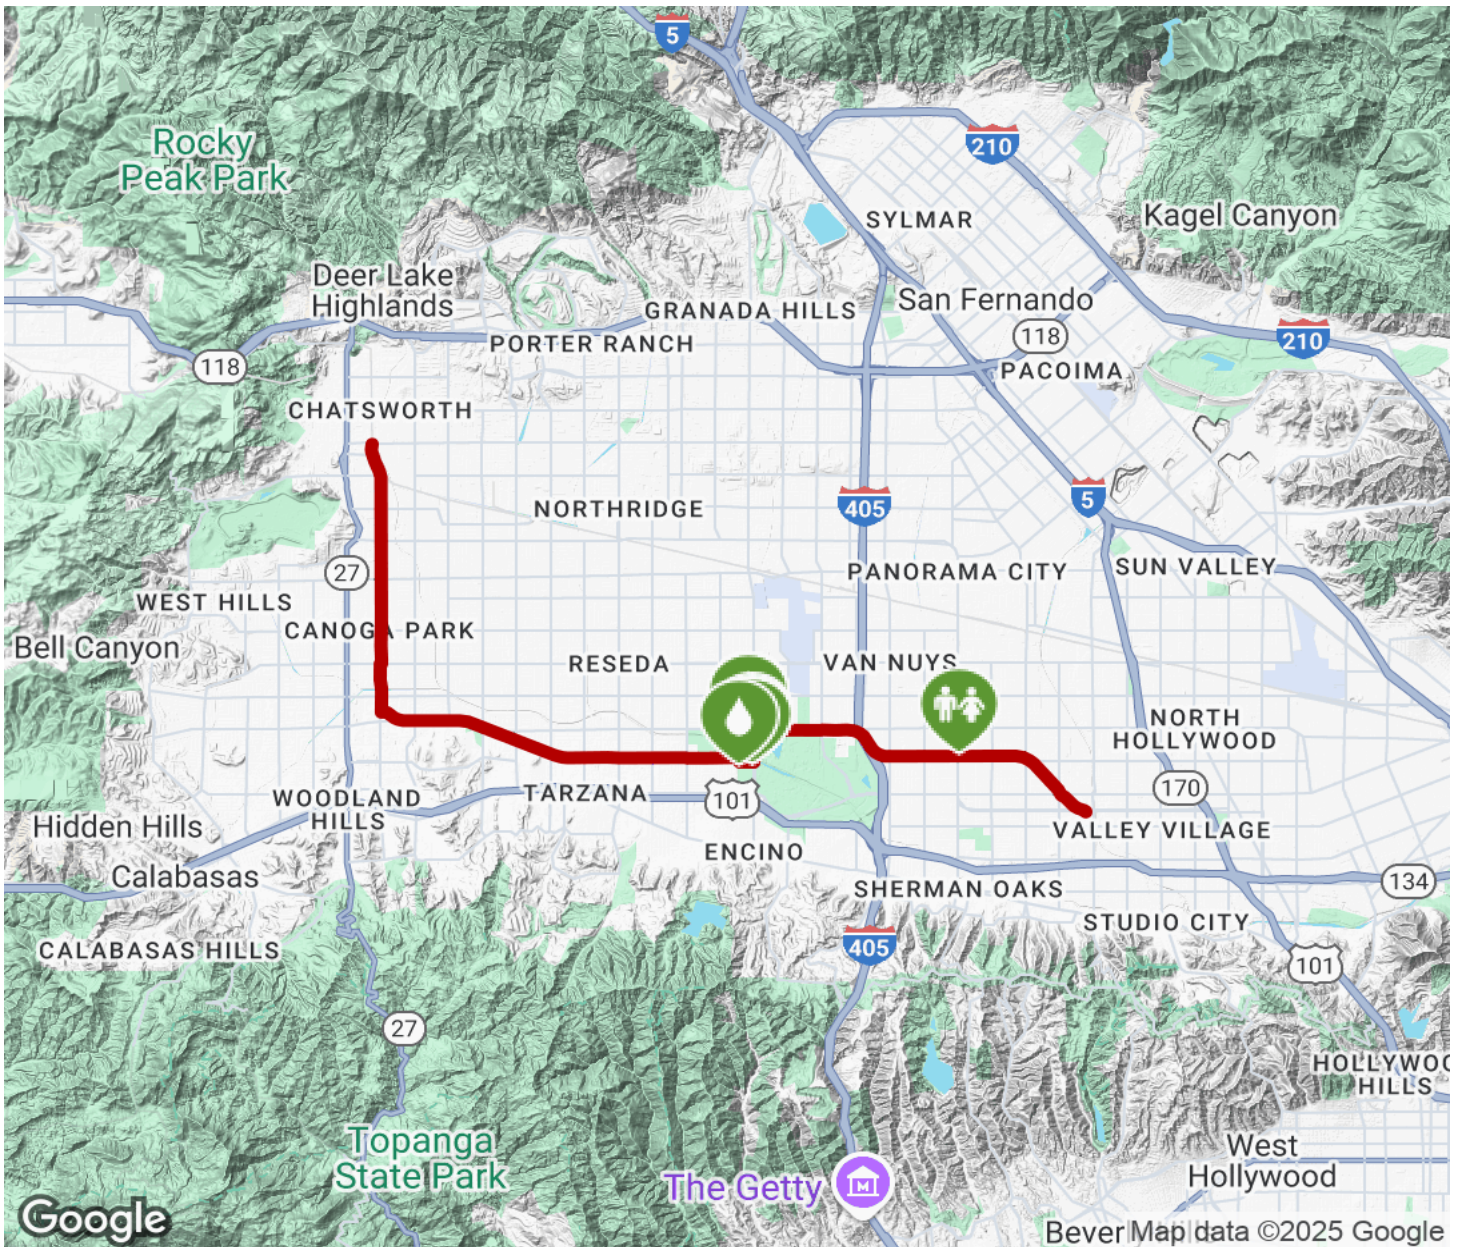 5
210
Rocky
Peak Park
Kagel Canyon
SYLMAR
Deer Lake
Highlands
San Fernando
GRANADA HILLS
118
210
PORTER RANCH
118
PACOIMA
CHATSWORTH
5
405
NORTHRIDGE
27
PANORAMA CITY
SUN VALLEY
WEST HILLS
CANOGA PARK
Bell Canyon
RESEDA
VAN NUYS
NORTH
HOLLYWOOD
170
TARZANA
101
WOODLAND
HILLS
Hidden Hills
VALLEY VILLAGE
ENCINO
Calabasas
134
SHERMAN OAKS
STUDIO CITY
CALABASAS HILLS
405
101
27
HOLLYWOO
HILLS
Topanga
State Park
West
Hollywood
The Getty
M
Google
Bever
Map data ©2025 Google